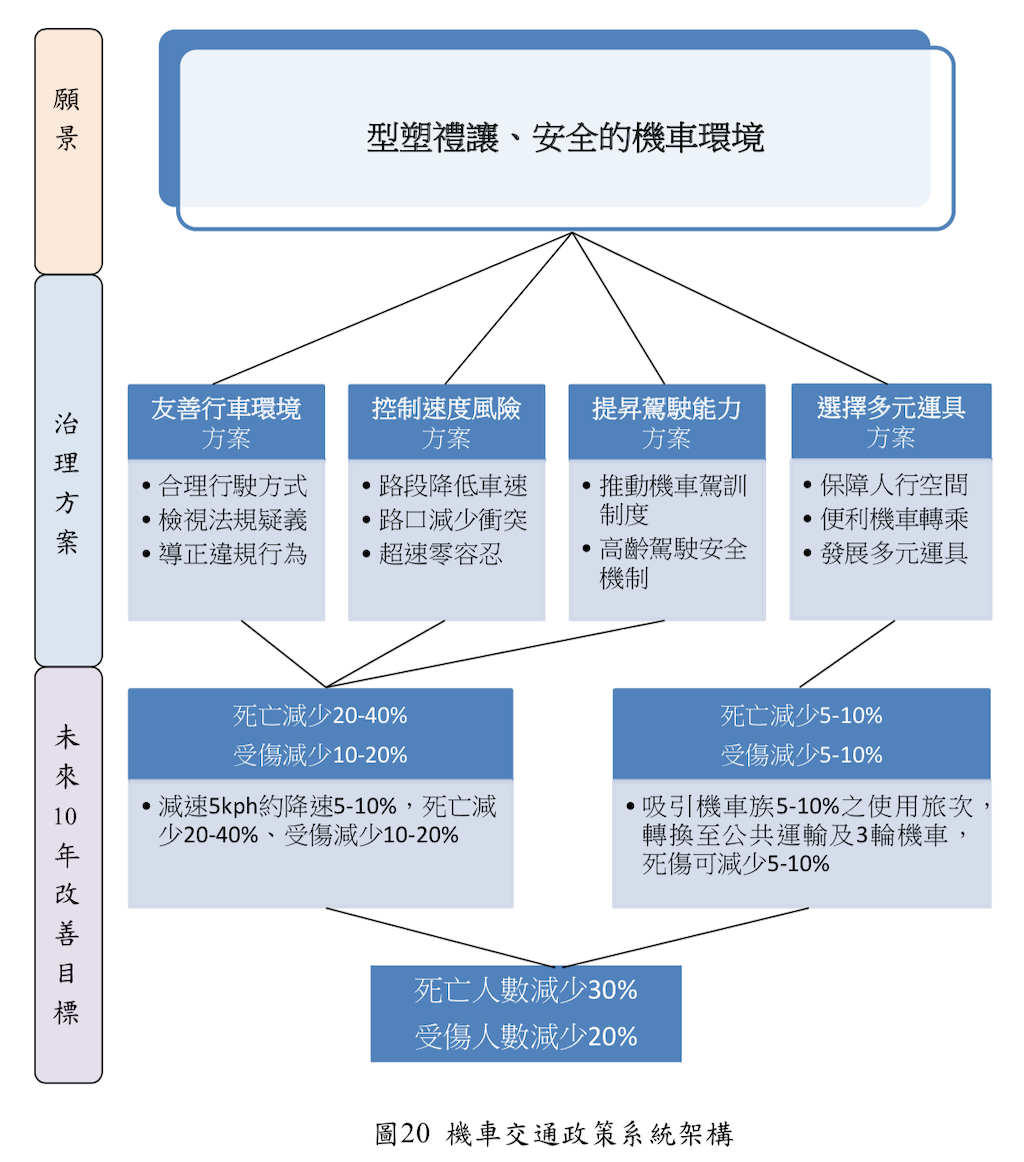 願
景
型塑禮讓、安全的機車環境
治
理
方
案
友善行車環境
方案
• 合理行駛方式
• 檢視法規疑義
• 導正違規行為
控制速度風險
方案
• 路段降低車速
• 路口減少衝突
• 超速零容忍
提昇駕駛能力
方案
• 推動機車駕訓
制度
• 高齡駕駛安全
機制
選擇多元運具
方案
• 保障人行空間
• 便利機車轉乘
• 發展多元運具
未
來
10
年
改
善
目
標
死亡減少20-40%
受傷減少10-20%
• 减速5kph約降速5-10%，死亡減
少20-40%、受傷減少10-20%
死亡減少5-10%
受傷減少5-10%
• 吸引機車族5-10%之使用旅次，
轉換至公共運輸及3輪機車，
死傷可減少5-10%
死亡人數減少30%
受傷人數減少20%
圖20 機車交通政策系統架構